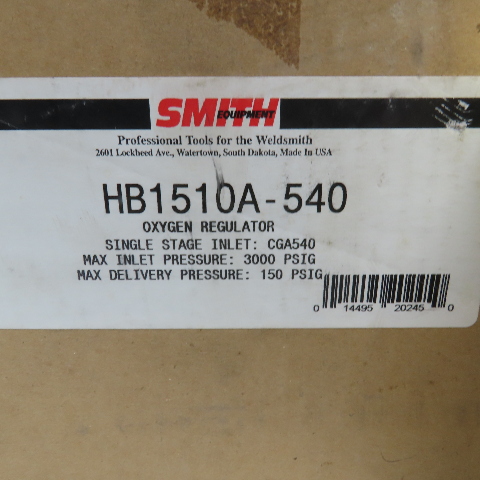 SMITH
EQUIPMENT
Professional Tools for the Weldsmith
2601 Lockheed Ave., Watertown, South Dakota, Made In USA
HB1510A-540
OXYGEN REGULATOR
SINGLE STAGE INLET: CGA540
MAX INLET PRESSURE: 3000 PSIG
MAX DELIVERY PRESSURE: 150 PSIG
0 14495 20245 0